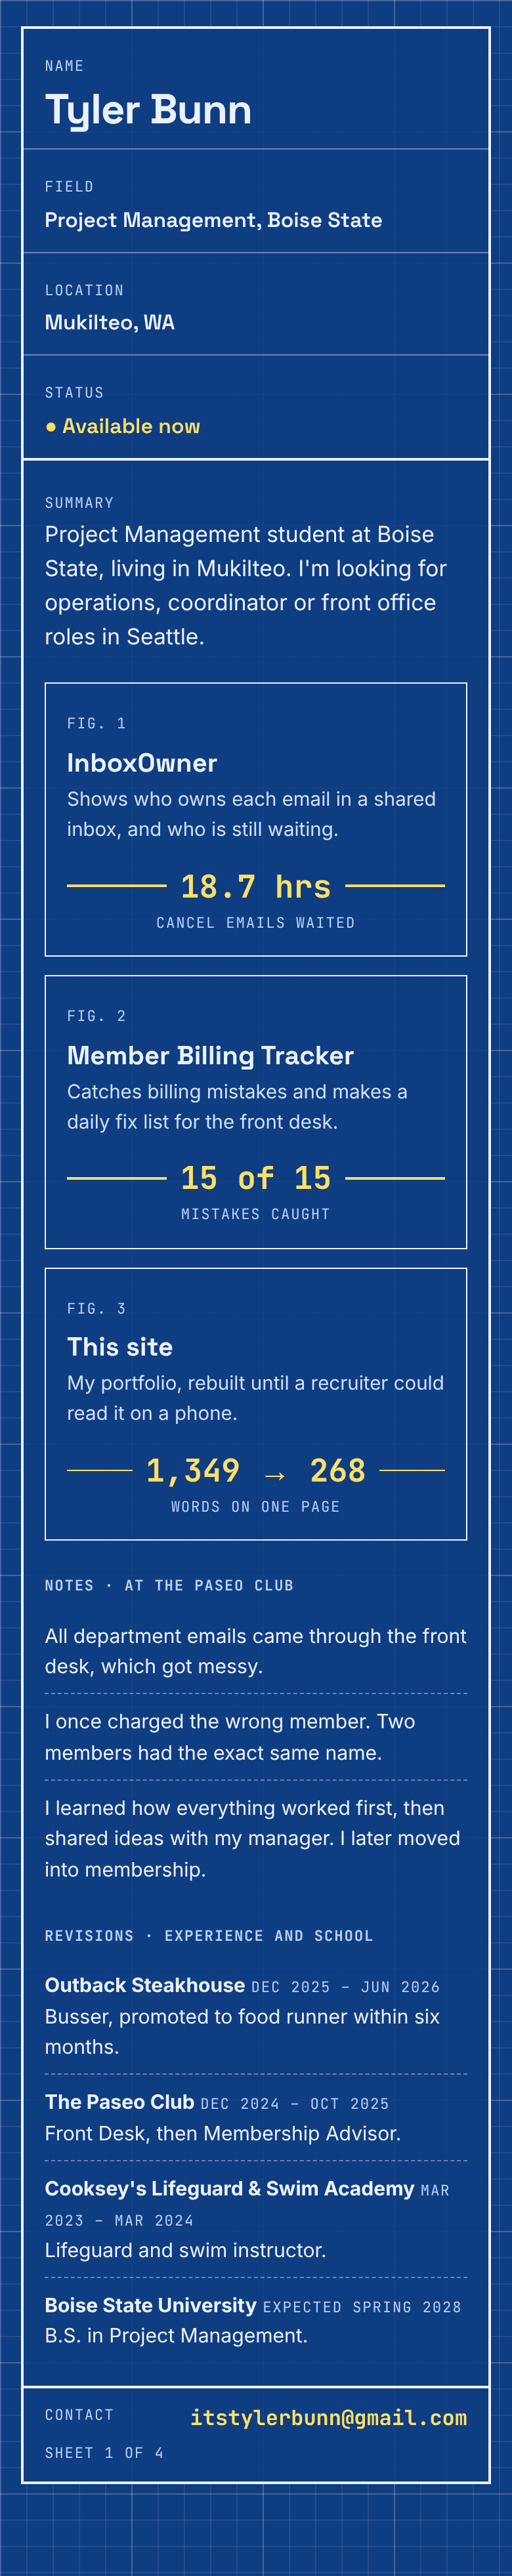 NAME
Tyler Bunn
FIELD
Project Management, Boise State
LOCATION
Mukilteo, WA
STATUS
● Available now
SUMMARY
Project Management student at Boise
State, living in Mukilteo. I'm looking for
operations, coordinator or front office
roles in Seattle.
FIG. 1
InboxOwner
Shows who owns each email in a shared
inbox, and who is still waiting.
18.7 hrs
CANCEL EMAILS WAITED
FIG. 2
Member Billing Tracker
Catches billing mistakes and makes a
daily fix list for the front desk.
15 of 15
MISTAKES CAUGHT
FIG. 3
This site
My portfolio, rebuilt until a recruiter could
read it on a phone.
1,349 → 268
WORDS ON ONE PAGE
NOTES · AT THE PASEO CLUB
All department emails came through the front
desk, which got messy.
I once charged the wrong member. Two
members had the exact same name.
I learned how everything worked first, then
shared ideas with my manager. I later moved
into membership.
REVISIONS · EXPERIENCE AND SCHOOL
Outback Steakhouse DEC 2025 – JUN 2026
Busser, promoted to food runner within six
months.
The Paseo Club DEC 2024 – OCT 2025
Front Desk, then Membership Advisor.
Cooksey's Lifeguard & Swim Academy MAR
2023 – MAR 2024
Lifeguard and swim instructor.
Boise State University EXPECTED SPRING 2028
B.S. in Project Management.
CONTACT itstylerbunn@gmail.com
SHEET 1 OF 4